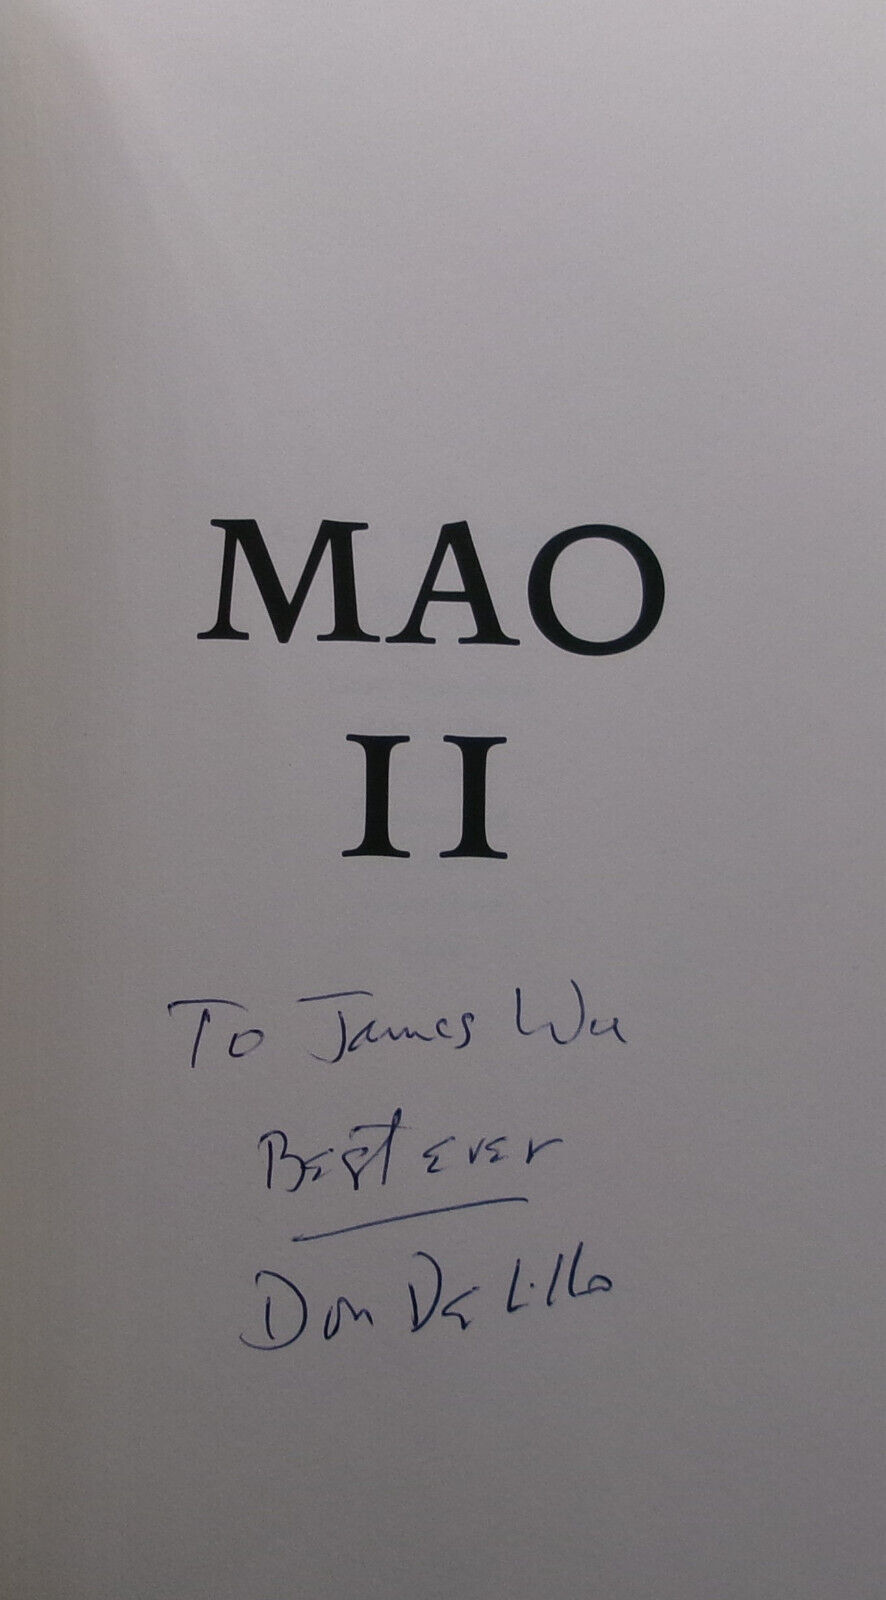 MAO
II
To James Wu
Best ever
Don DeLillo